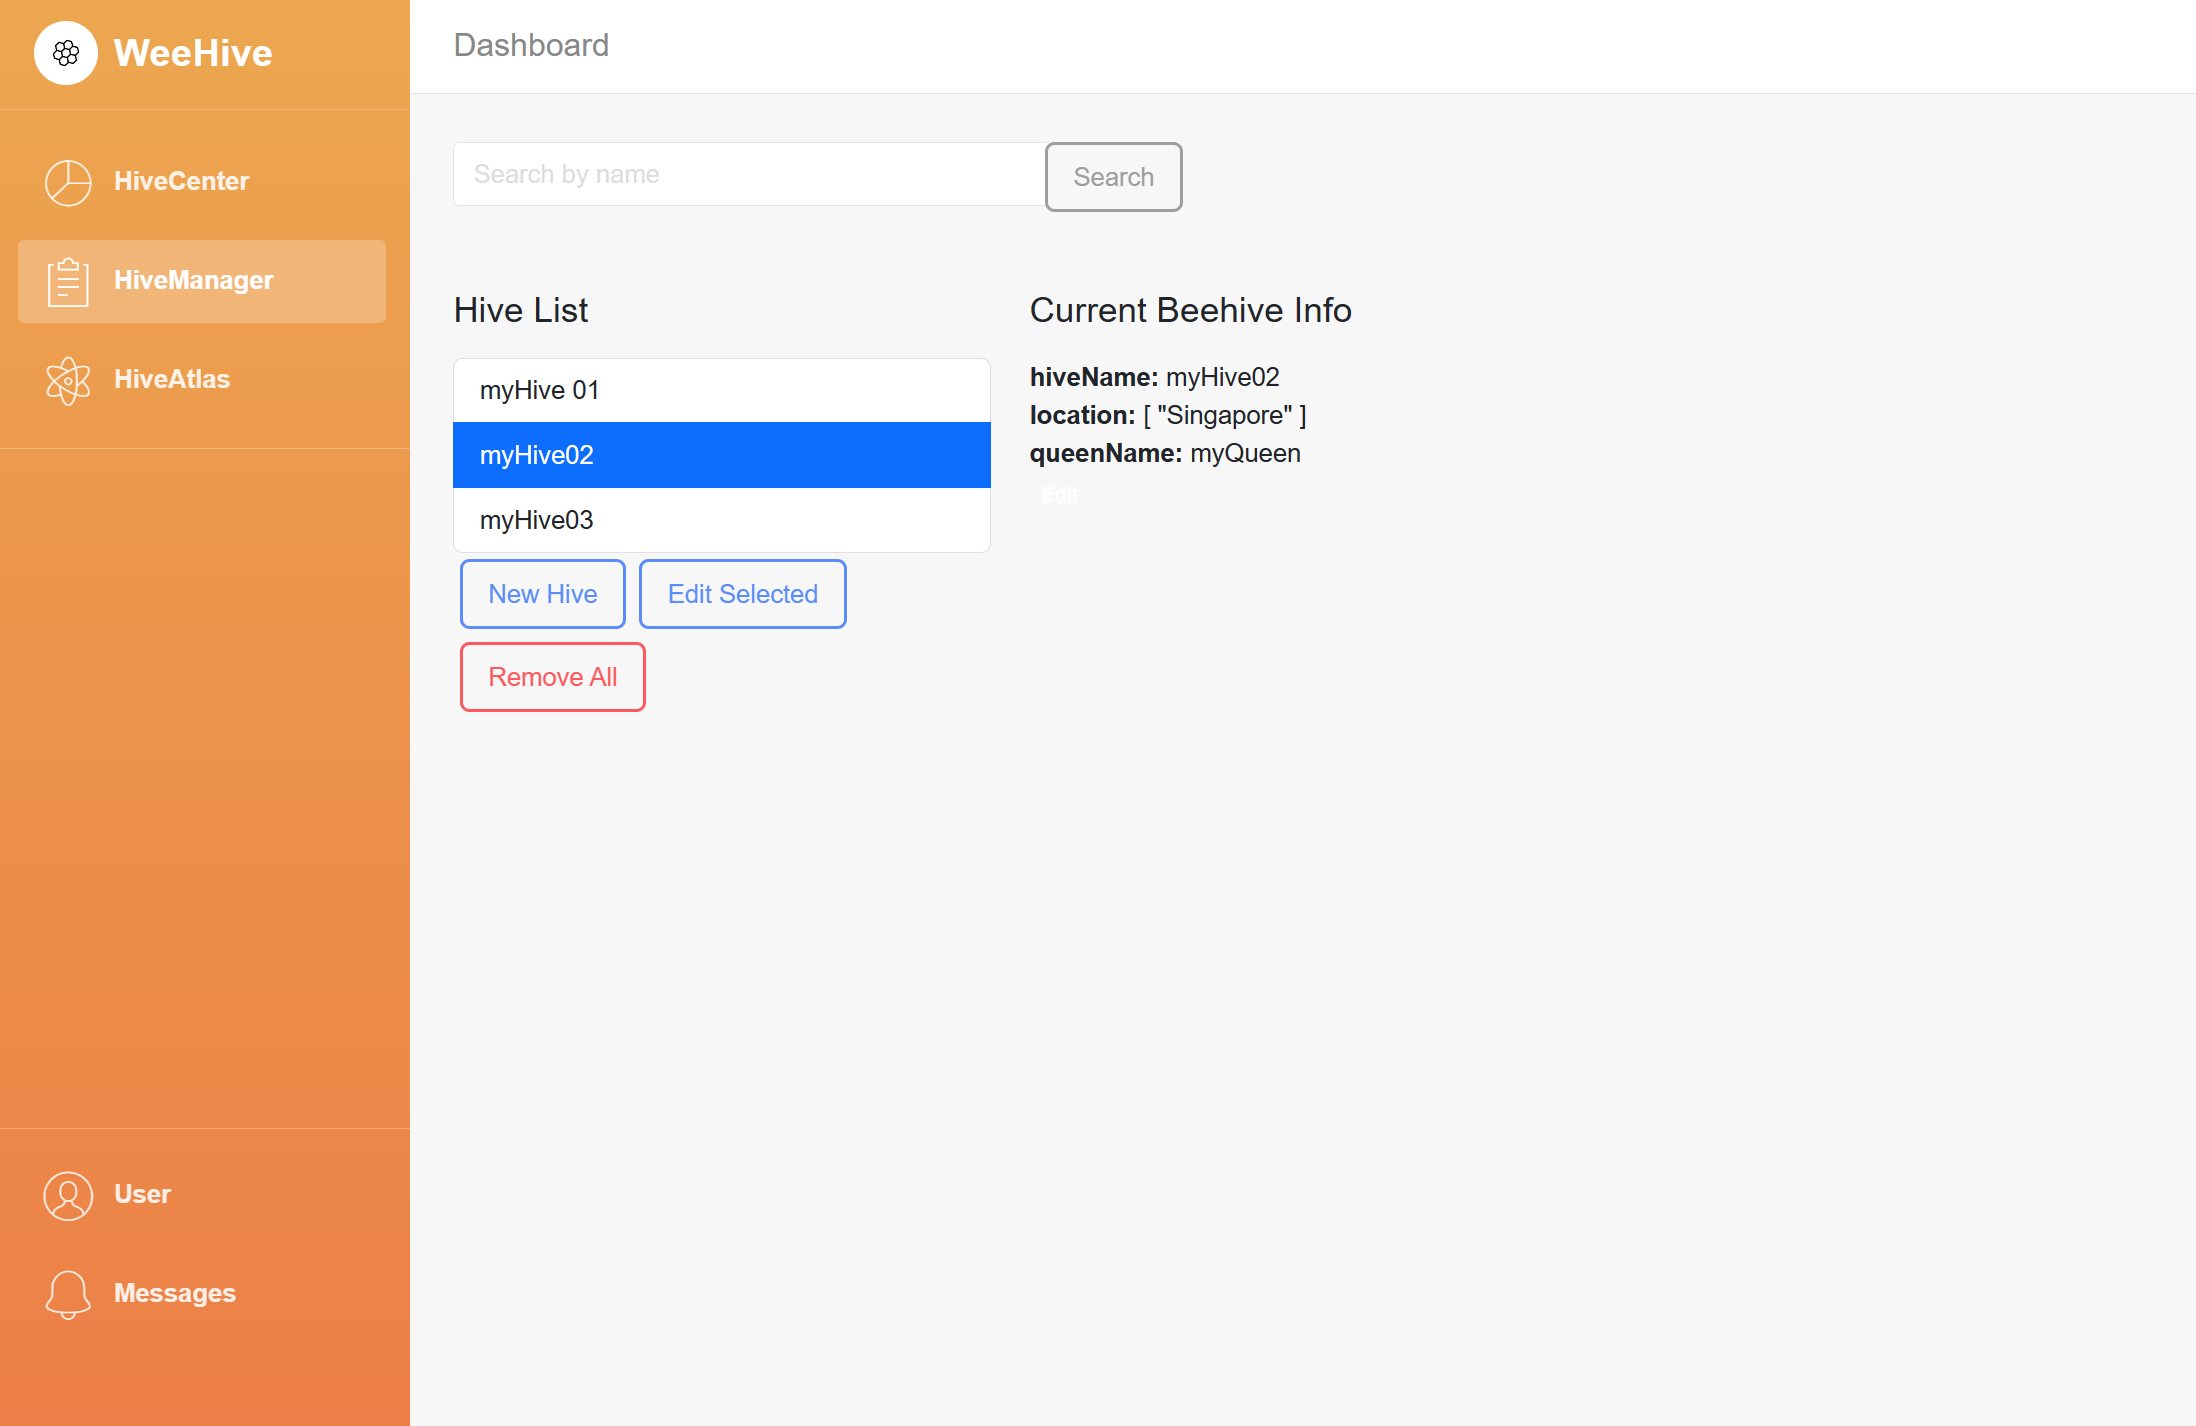 WeeHive
Dashboard
HiveCenter
HiveManager
HiveAtlas
Search by name
Search
Hive List
myHive 01
myHive02
myHive03
New Hive
Edit Selected
Remove All
Current Beehive Info
hiveName: myHive02
location: [ "Singapore" ]
queenName: myQueen
Edit
User
Messages